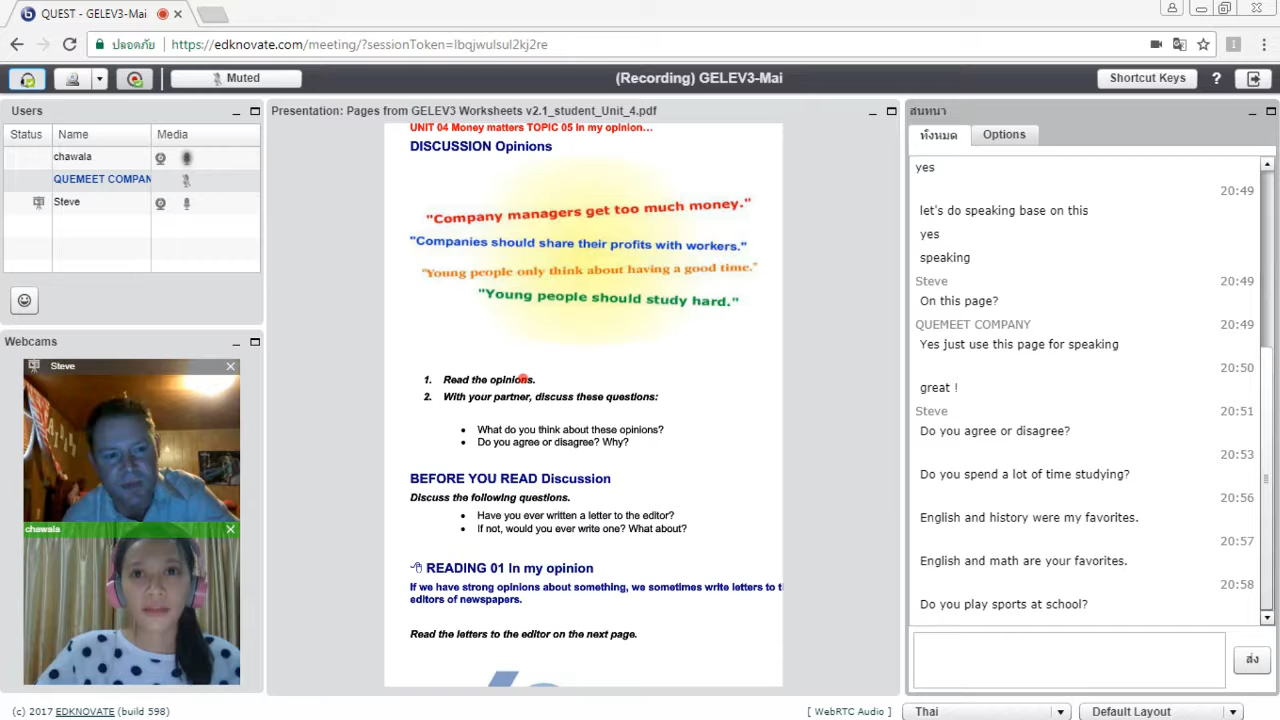 QUEST - GELEV3-Mai
ปลอดภัย
https://edknovate.com/meeting/?sessionToken=lbqjwulsul2kj2re
Muted
(Recording) GELEV3-Mai
Shortcut Keys
?
Users
Status Name Media
chawala
QUEMEET COMPAN
Steve
Webcams
Steve
chawala
Presentation: Pages from GELEV3 Worksheets v2.1_student_Unit_4.pdf
UNIT 04 Money matters TOPIC 05 In my opinion…
DISCUSSION Opinions
"Company managers get too much money."
"Companies should share their profits with workers."
"Young people only think about having a good time."
"Young people should study hard."
1. Read the opinions.
2. With your partner, discuss these questions:
• What do you think about these opinions?
• Do you agree or disagree? Why?
BEFORE YOU READ Discussion
Discuss the following questions.
• Have you ever written a letter to the editor?
• If not, would you ever write one? What about?
READING 01 In my opinion
If we have strong opinions about something, we sometimes write letters to t
editors of newspapers.
Read the letters to the editor on the next page.
สนทนา
ทั้งหมด Options
yes
20:49
let's do speaking base on this
yes
speaking
Steve 20:49
On this page?
QUEMEET COMPANY 20:49
Yes just use this page for speaking
20:50
great !
Steve 20:51
Do you agree or disagree?
20:53
Do you spend a lot of time studying?
20:56
English and history were my favorites.
20:57
English and math are your favorites.
20:58
Do you play sports at school?
ส่ง
(c) 2017 EDKNOVATE (build 598)
[ WebRTC Audio ]
Thai
Default Layout